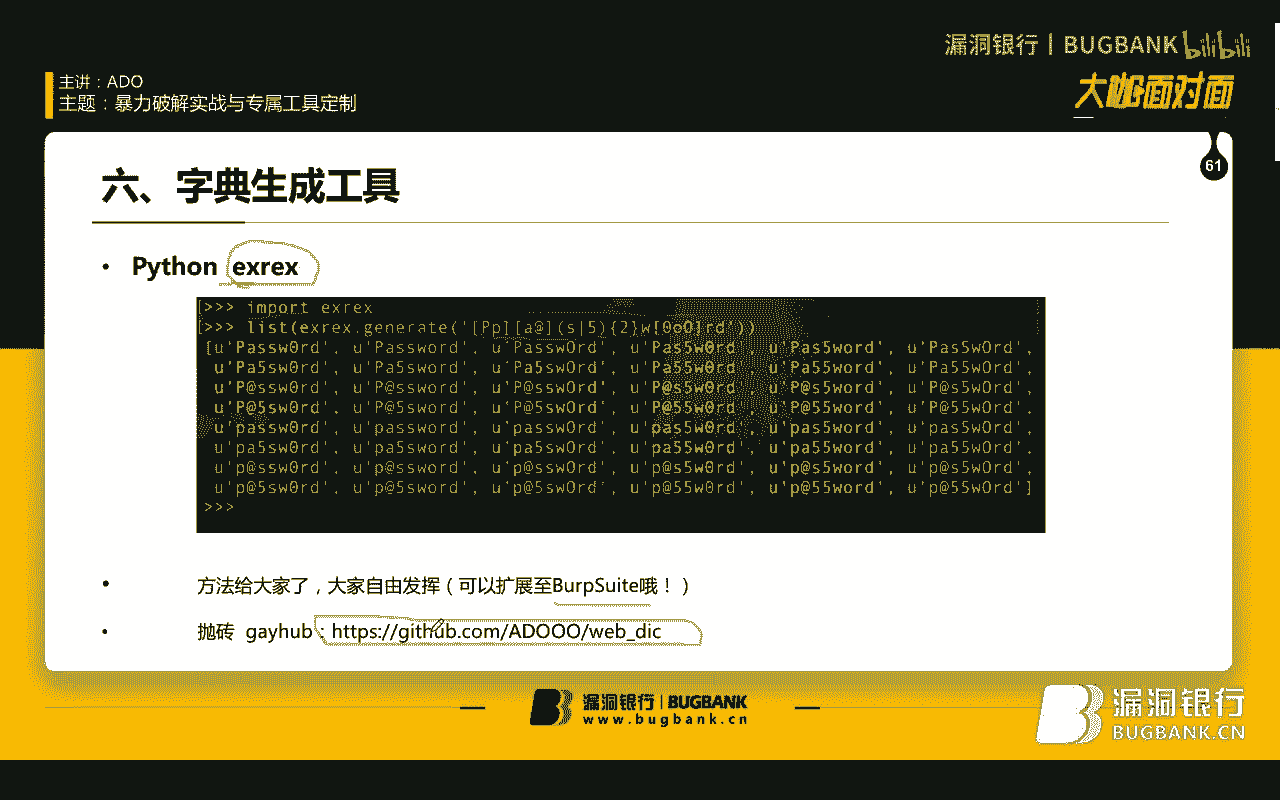 漏洞银行 | BUGBANK bilibili
主讲：ADO
大咖面对面
主题：暴力破解实战与专属工具定制
61
六、字典生成工具
• Python exrex
[>>> import exrex
[>>> list(exrex.generate('[Pp][a@](s|5){2}w[0oO]rd'))
[u'Passw0rd', u'Password', u'PasswOrd', u'Pas5w0rd', u'Pas5word', u'Pas5wOrd',
u'Pa5sw0rd', u'Pa5sword', u'Pa5swOrd', u'Pa55w0rd', u'Pa55word', u'Pa55wOrd',
u'P@ssw0rd', u'P@ssword', u'P@sswOrd', u'P@s5w0rd', u'P@s5word', u'P@s5wOrd',
u'P@5sw0rd', u'P@5sword', u'P@5swOrd', u'P@55w0rd', u'P@55word', u'P@55wOrd',
u'passw0rd', u'password', u'passwOrd', u'pas5w0rd', u'pas5word', u'pas5wOrd',
u'pa5sw0rd', u'pa5sword', u'pa5swOrd', u'pa55w0rd', u'pa55word', u'pa55wOrd',
u'p@ssw0rd', u'p@ssword', u'p@sswOrd', u'p@s5w0rd', u'p@s5word', u'p@s5wOrd',
u'p@5sw0rd', u'p@5sword', u'p@5swOrd', u'p@55w0rd', u'p@55word', u'p@55wOrd']
>>>
• 方法给大家了，大家自由发挥（可以扩展至BurpSuite哦！）
• 抛砖 gayhub：https://github.com/ADOOO/web_dic
漏洞银行 | BUGBANK
www.bugbank.cn
漏洞银行
BUGBANK.CN